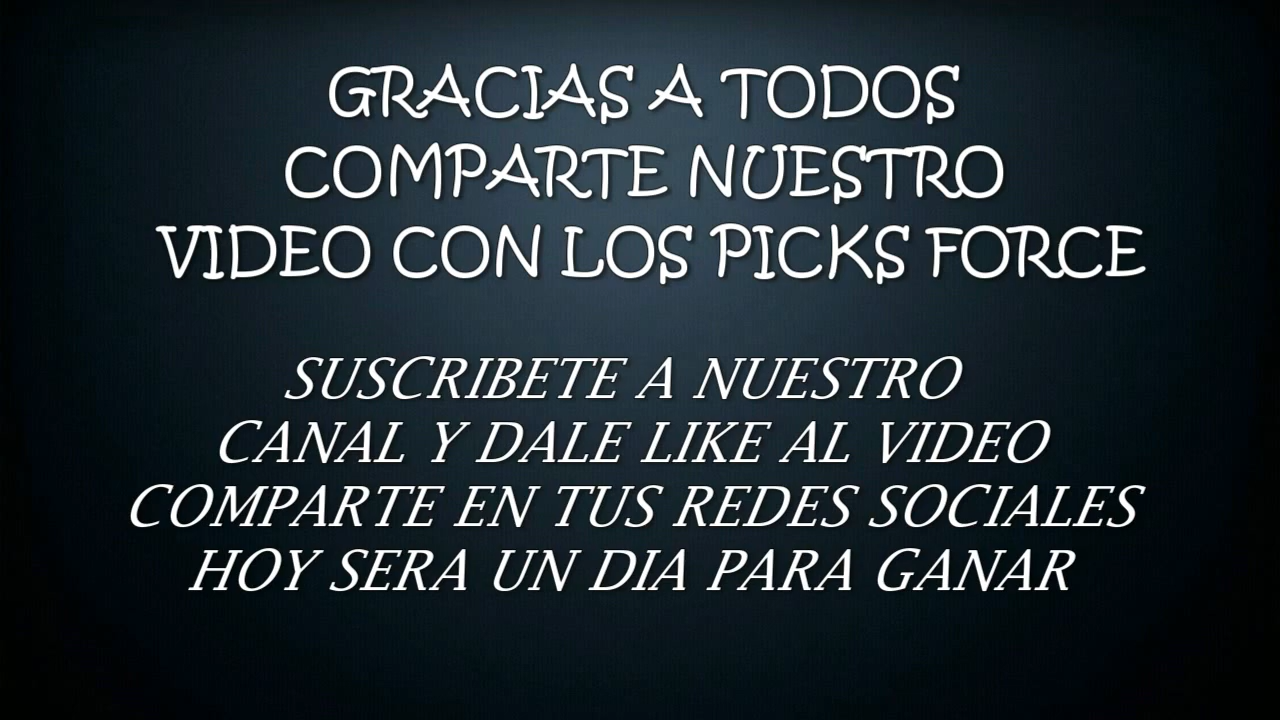 GRACIAS A TODOS
COMPARTE NUESTRO
VIDEO CON LOS PICKS FORCE
SUSCRIBETE A NUESTRO
CANAL Y DALE LIKE AL VIDEO
COMPARTE EN TUS REDES SOCIALES
HOY SERA UN DIA PARA GANAR